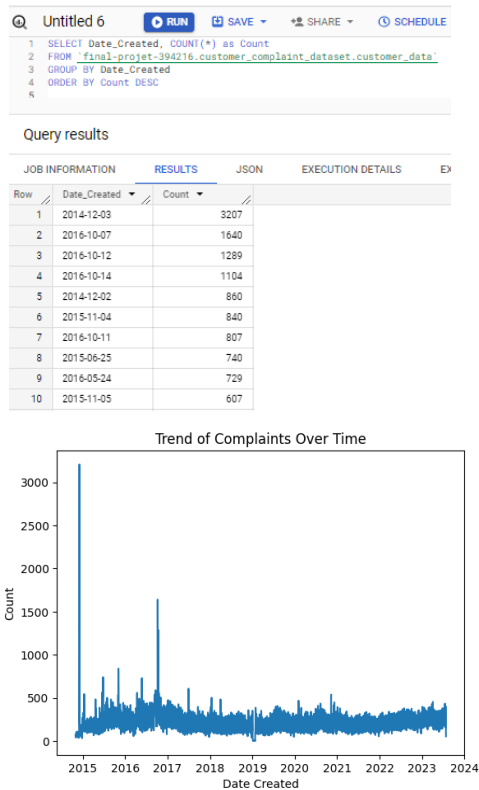 Untitled 6 RUN SAVE SHARE SCHEDULE
1 SELECT Date_Created, COUNT(*) as Count
2 FROM `final-projet-394216.customer_complaint_dataset.customer_data`
3 GROUP BY Date_Created
4 ORDER BY Count DESC
5
Query results
JOB INFORMATION RESULTS JSON EXECUTION DETAILS EX
Row Date_Created Count
1 2014-12-03 3207
2 2016-10-07 1640
3 2016-10-12 1289
4 2016-10-14 1104
5 2014-12-02 860
6 2015-11-04 840
7 2016-10-11 807
8 2015-06-25 740
9 2016-05-24 729
10 2015-11-05 607
Trend of Complaints Over Time
3000
2500
2000
1500
1000
500
0
Count
2015 2016 2017 2018 2019 2020 2021 2022 2023 2024
Date Created